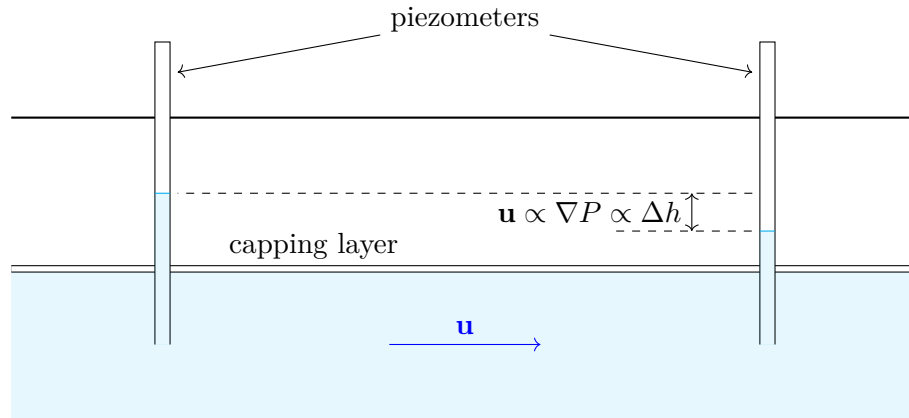 piezometers
𝐮 ∝ ∇P ∝ Δh
capping layer
𝐮